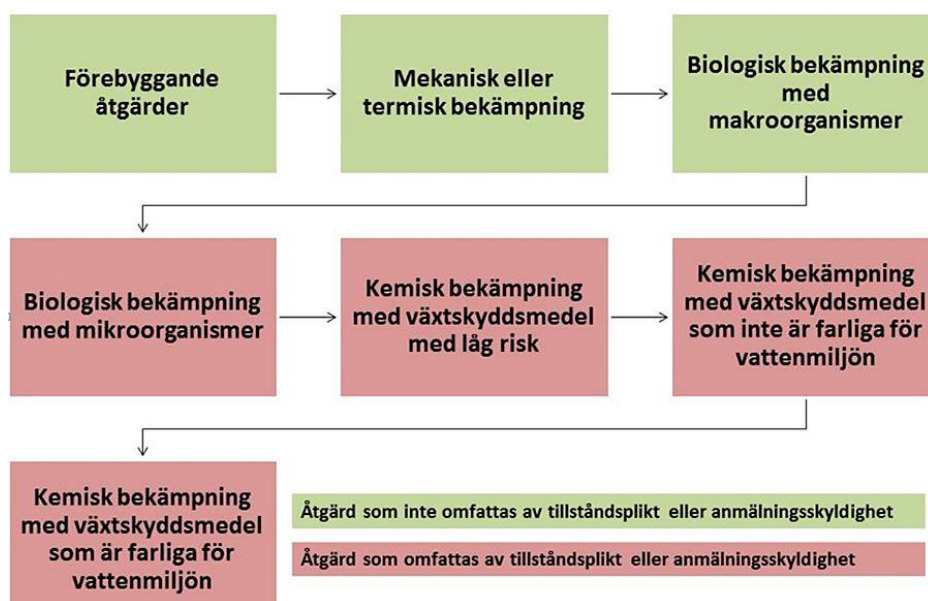 Förebyggande
åtgärder
Mekanisk eller
termisk bekämpning
Biologisk bekämpning
med
makroorganismer
Biologisk bekämpning
med mikroorganismer
Kemisk bekämpning
med växtskyddsmedel
med låg risk
Kemisk bekämpning
med växtskyddsmedel
som inte är farliga för
vattenmiljön
Kemisk bekämpning
med växtskyddsmedel
som är farliga för
vattenmiljön
Åtgärd som inte omfattas av tillståndsplikt eller anmälningsskyldighet
Åtgärd som omfattas av tillståndsplikt eller anmälningsskyldighet